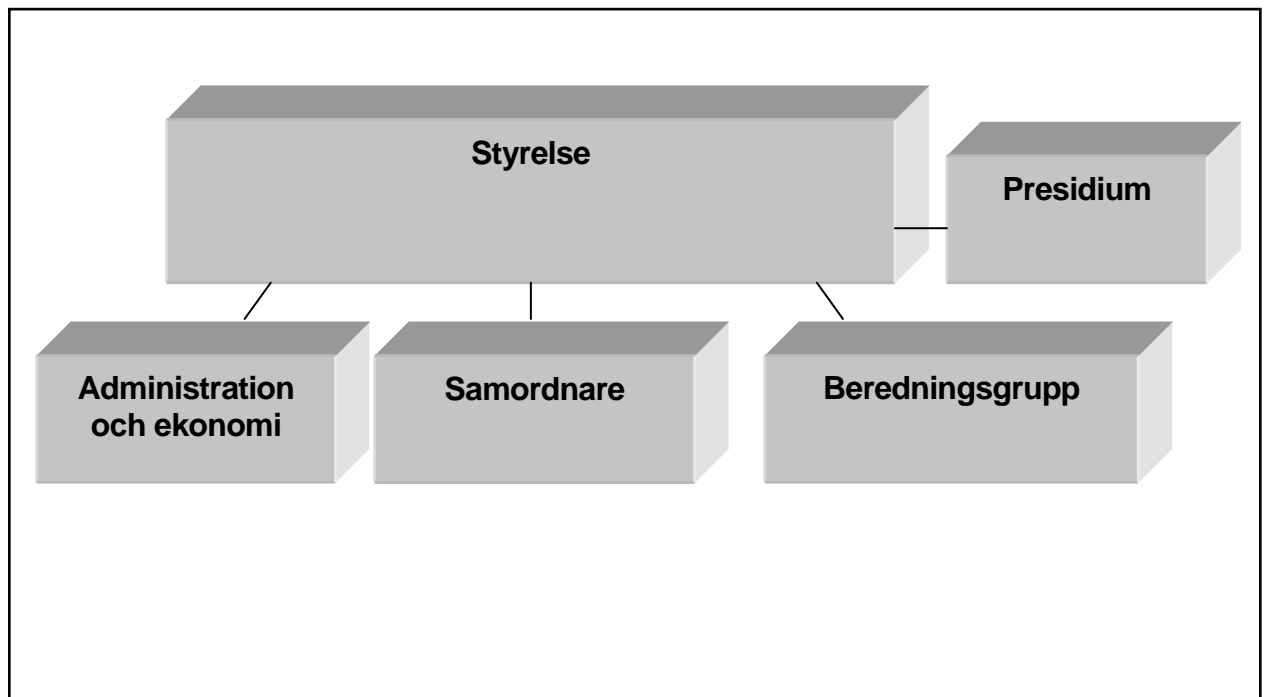 Styrelse
Presidium
Administration
och ekonomi
Samordnare
Beredningsgrupp